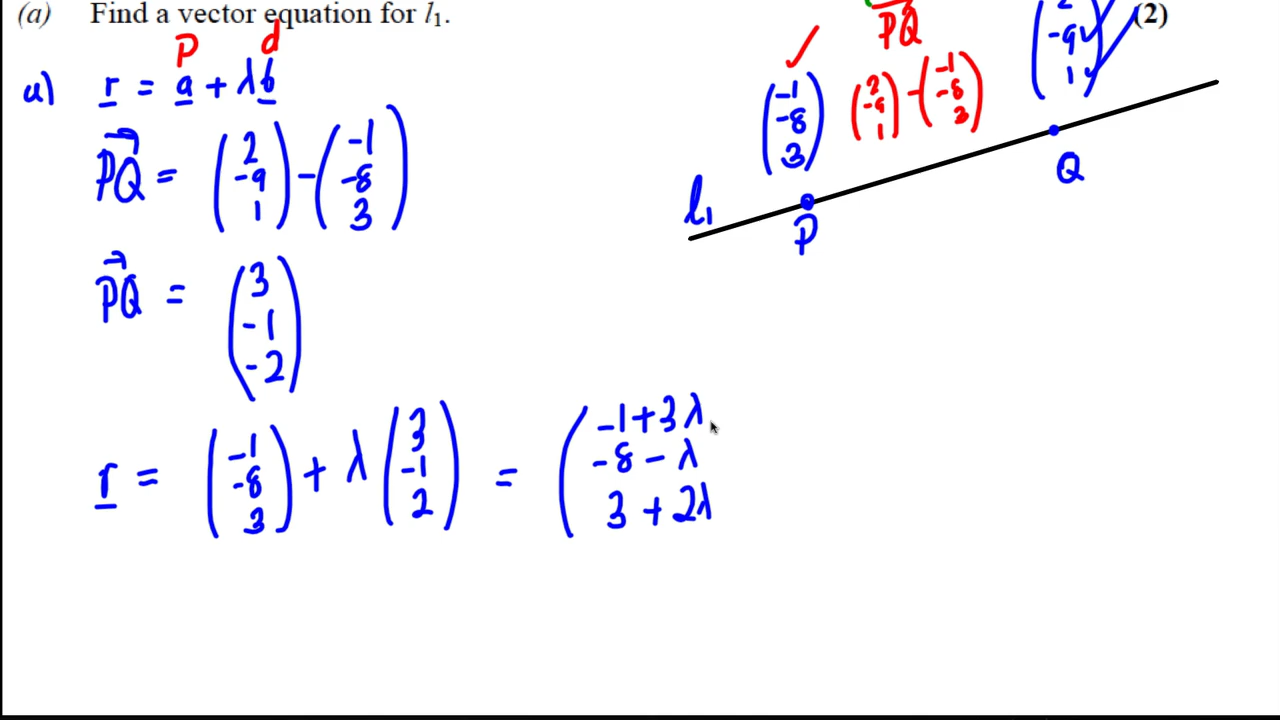 (a) Find a vector equation for l₁.
(2)
p d
a) r = a + λb
PQ = (2 -9 1) - (-1 -8 3)
PQ = (3 -1 -2)
r = (-1 -8 3) + λ(3 -1 2) = (-1+3λ -8-λ 3+2λ
PQ
(-1 -8 3) (2 -9 1) - (-1 -8 3) ( -9 1)
l₁
P
Q